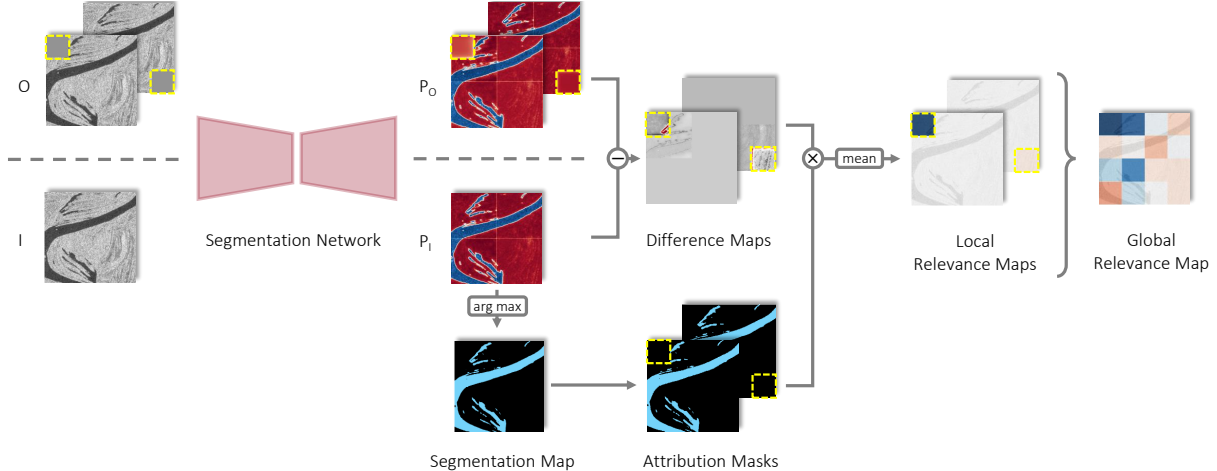 O
P_O
−
×
mean
I
Segmentation Network
P_I
Difference Maps
Local
Relevance Maps
Global
Relevance Map
arg max
Segmentation Map
Attribution Masks